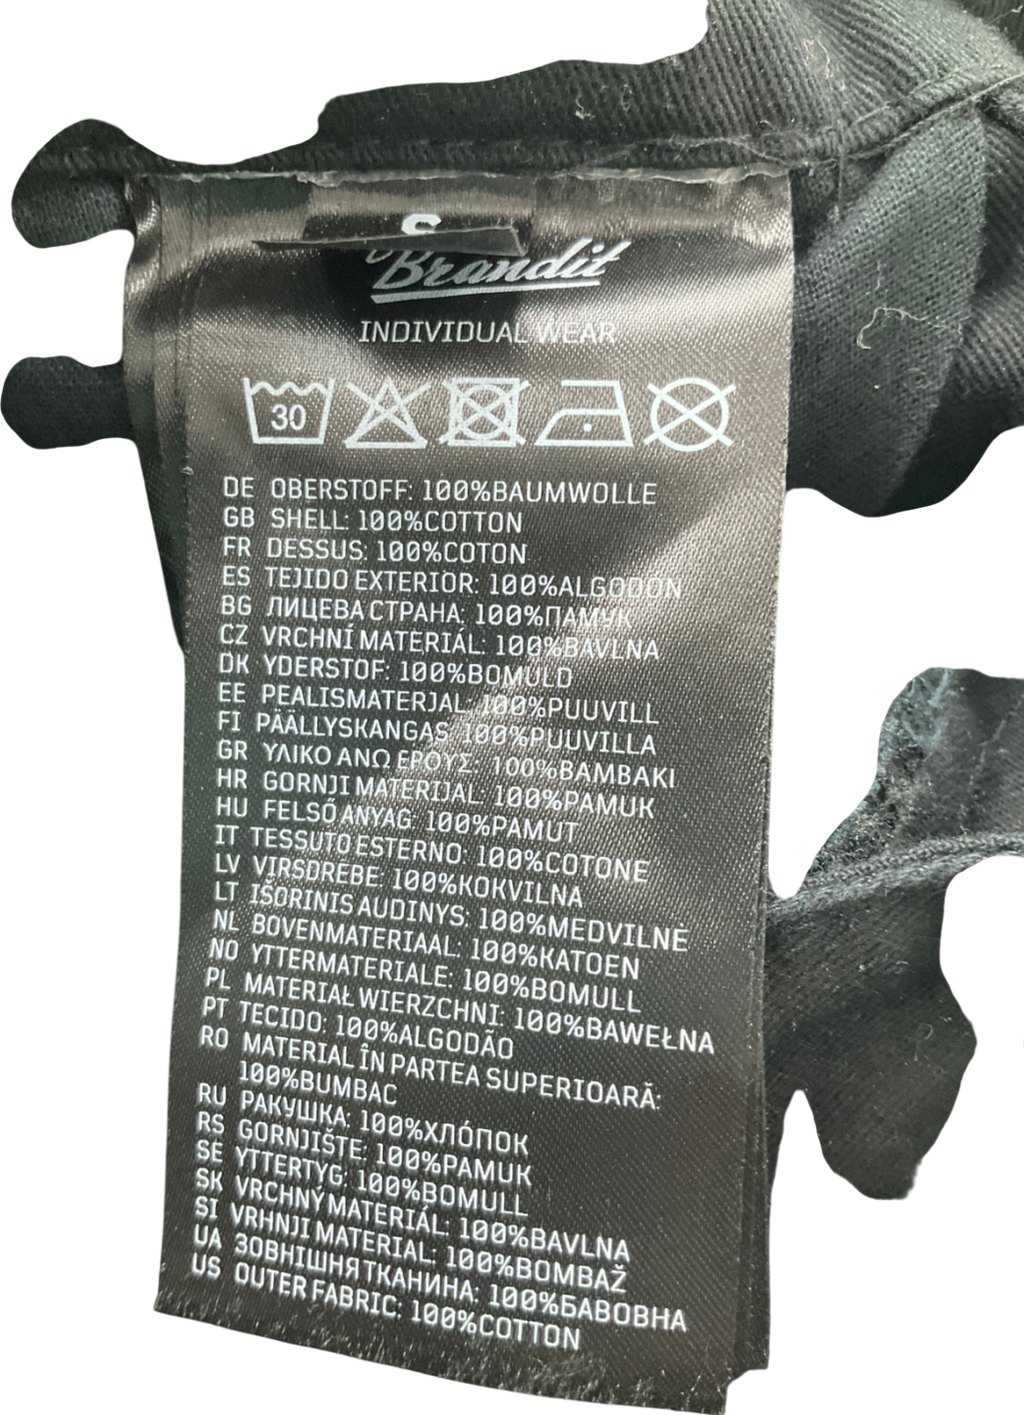 S
Brandit
INDIVIDUAL WEAR
30
DE OBERSTOFF: 100%BAUMWOLLE
GB SHELL: 100%COTTON
FR DESSUS: 100%COTON
ES TEJIDO EXTERIOR: 100%ALGODON
BG ЛИЦЕВА СТРАНА: 100%ПАМУК
CZ VRCHNÍ MATERIÁL: 100%BAVLNA
DK YDERSTOF: 100%BOMULD
EE PEALISMATERJAL: 100%PUUVILL
FI PÄÄLLYSKANGAS: 100%PUUVILLA
GR ΥΛΙΚΟ ΑΝΩ ΕΡΟΥΣ: 100%BAMBAKI
HR GORNJI MATERIJAL: 100%PAMUK
HU FELSŐ ANYAG: 100%PAMUT
IT TESSUTO ESTERNO: 100%COTONE
LV VIRSDREBE: 100%KOKVILNA
LT IŠORINIS AUDINYS: 100%MEDVILNĖ
NL BOVENMATERIAAL: 100%KATOEN
NO YTTERMATERIALE: 100%BOMULL
PL MATERIAŁ WIERZCHNI: 100%BAWEŁNA
PT TECIDO: 100%ALGODÃO
RO MATERIAL ÎN PARTEA SUPERIOARĂ:
100%BUMBAC
RU РАКУШКА: 100%ХЛÓПОК
RS GORNJIŠTE: 100%PAMUK
SE YTTERTYG: 100%BOMULL
SK VRCHNÝ MATERIÁL: 100%BAVLNA
SI VRHNJI MATERIAL: 100%BOMBAŽ
UA ЗОВНІШНЯ ТКАНИНА: 100%БАВОВНА
US OUTER FABRIC: 100%COTTON